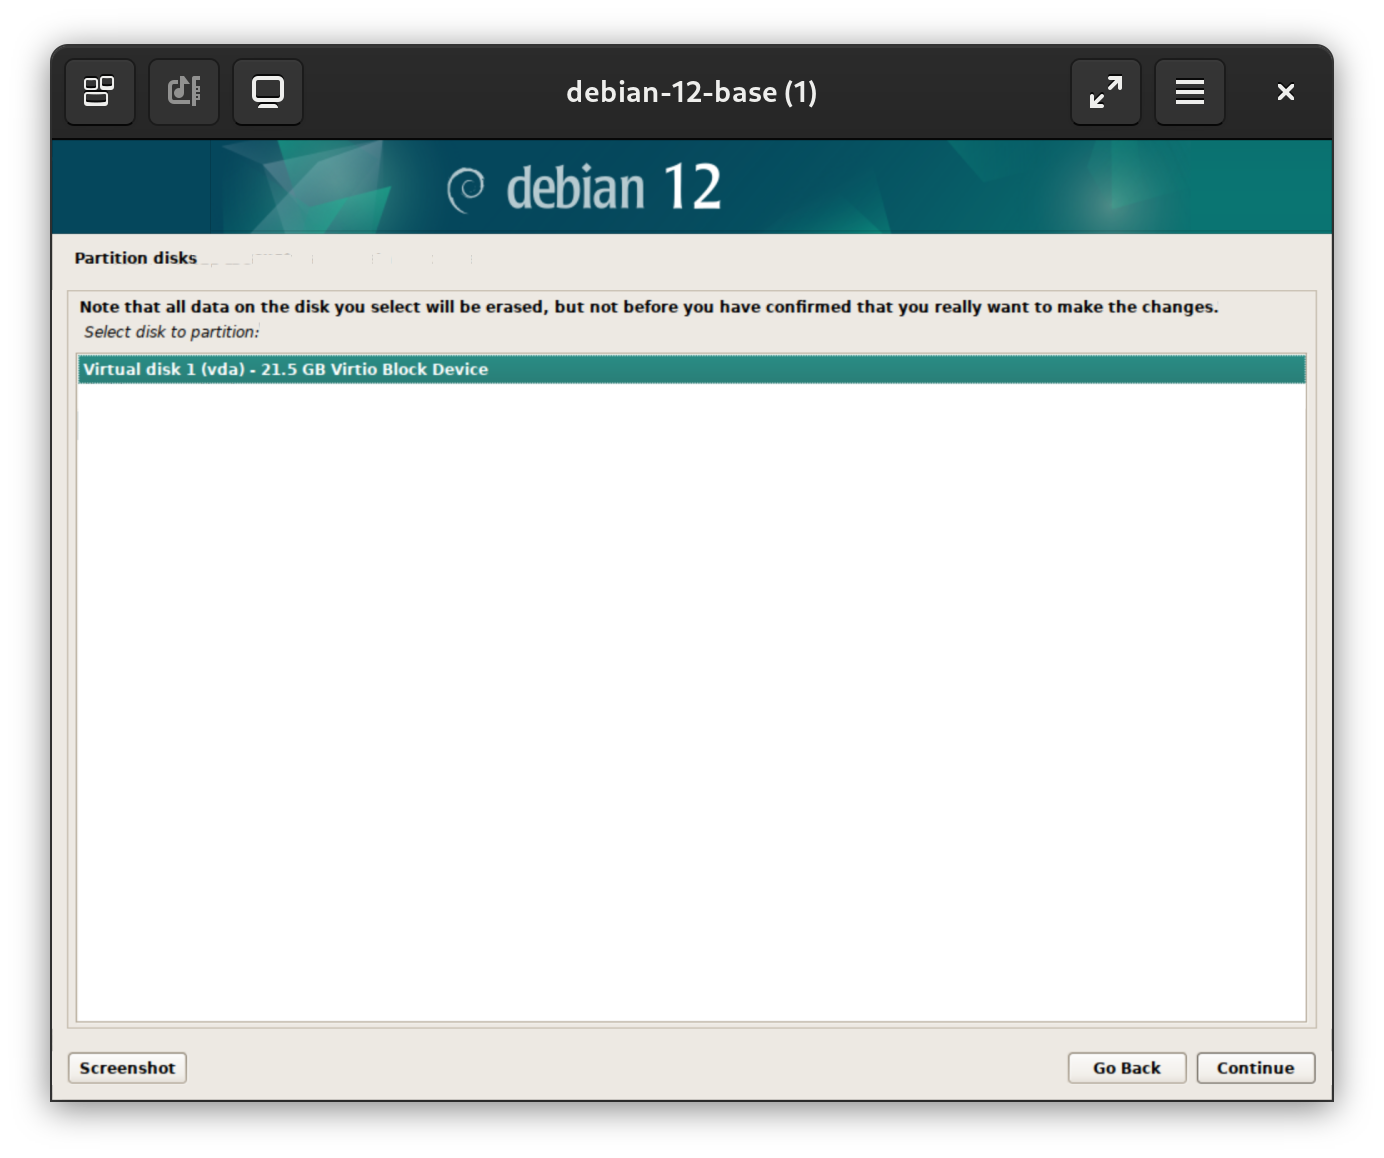 debian-12-base (1)
debian 12
Partition disks
Note that all data on the disk you select will be erased, but not before you have confirmed that you really want to make the changes.
Select disk to partition:
Virtual disk 1 (vda) - 21.5 GB Virtio Block Device
Screenshot
Go Back
Continue